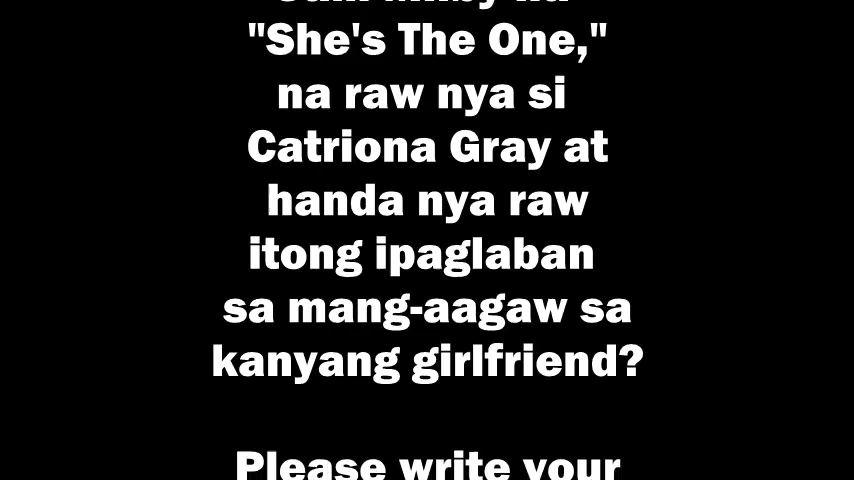 "She's The One,"
na raw nya si
Catriona Gray at
handa nya raw
itong ipaglaban
sa mang-aagaw sa
kanyang girlfriend?
Please write your